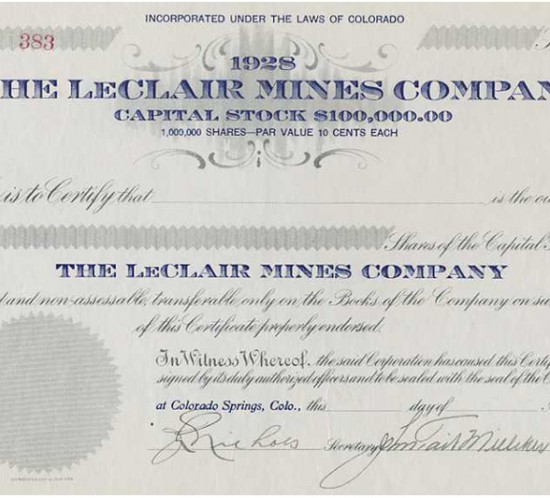 INCORPORATED UNDER THE LAWS OF COLORADO
383
1928
HE LECLAIR MINES COMPAN
CAPITAL STOCK $100,000.00
1,000,000 SHARES—PAR VALUE 10 CENTS EACH
is to Certify that is the
Shares of the Capital
THE LECLAIR MINES COMPANY
and non-assessable, transferable only on the Books of the Company on su
of this Certificate properly endorsed.
In Witness Whereof, the said Corporation has caused this Certif
signed by its duly authorized officers and to be sealed with the seal of the C
at Colorado Springs, Colo., this day of
Secretary